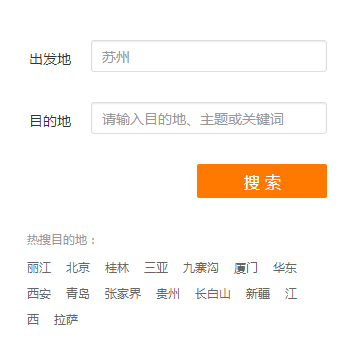 出发地 苏州
目的地 请输入目的地、主题或关键词
搜 索
热搜目的地：
丽江 北京 桂林 三亚 九寨沟 厦门 华东
西安 青岛 张家界 贵州 长白山 新疆 江
西 拉萨